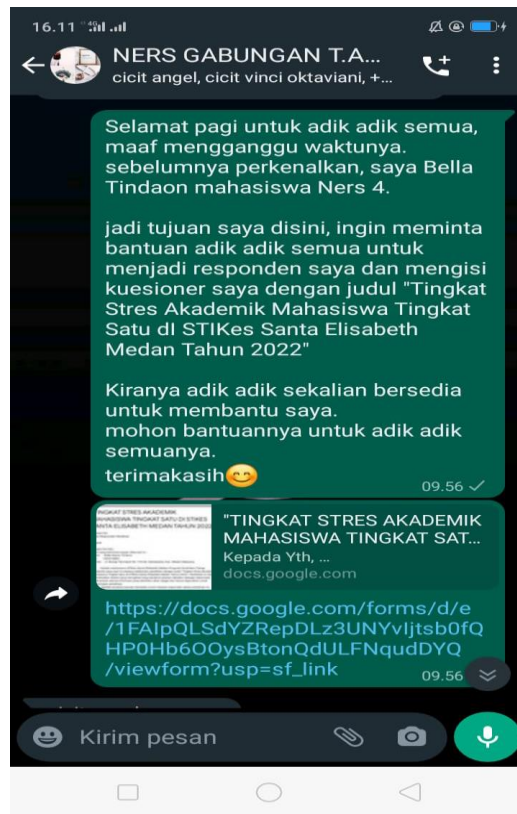 16.11
NERS GABUNGAN T.A...
cicit angel, cicit vinci oktaviani, +...
Selamat pagi untuk adik adik semua,
maaf mengganggu waktunya.
sebelumnya perkenalkan, saya Bella
Tindaon mahasiswa Ners 4.
jadi tujuan saya disini, ingin meminta
bantuan adik adik semua untuk
menjadi responden saya dan mengisi
kuesioner saya dengan judul "Tingkat
Stres Akademik Mahasiswa Tingkat
Satu dI STIKes Santa Elisabeth
Medan Tahun 2022"
Kiranya adik adik sekalian bersedia
untuk membantu saya.
mohon bantuannya untuk adik adik
semuanya.
terimakasih😊
09.56
"TINGKAT STRES AKADEMIK
MAHASISWA TINGKAT SAT...
Kepada Yth, ...
docs.google.com
https://docs.google.com/forms/d/e
/1FAIpQLSdYZRepDLz3UNYvIjtsb0fQ
HP0Hb6OOysBtonQdULFNqudDYQ
/viewform?usp=sf_link
09.56
Kirim pesan